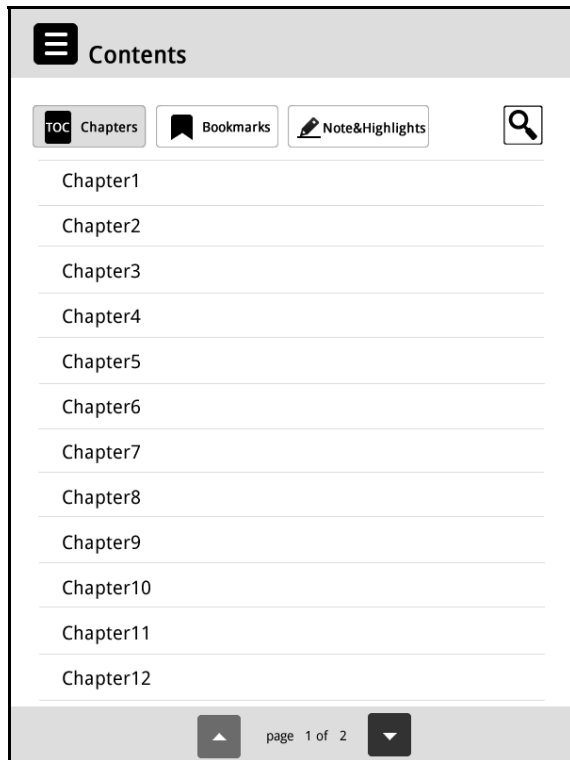 Contents
TOC Chapters Bookmarks Note&Highlights
Chapter1
Chapter2
Chapter3
Chapter4
Chapter5
Chapter6
Chapter7
Chapter8
Chapter9
Chapter10
Chapter11
Chapter12
page 1 of 2